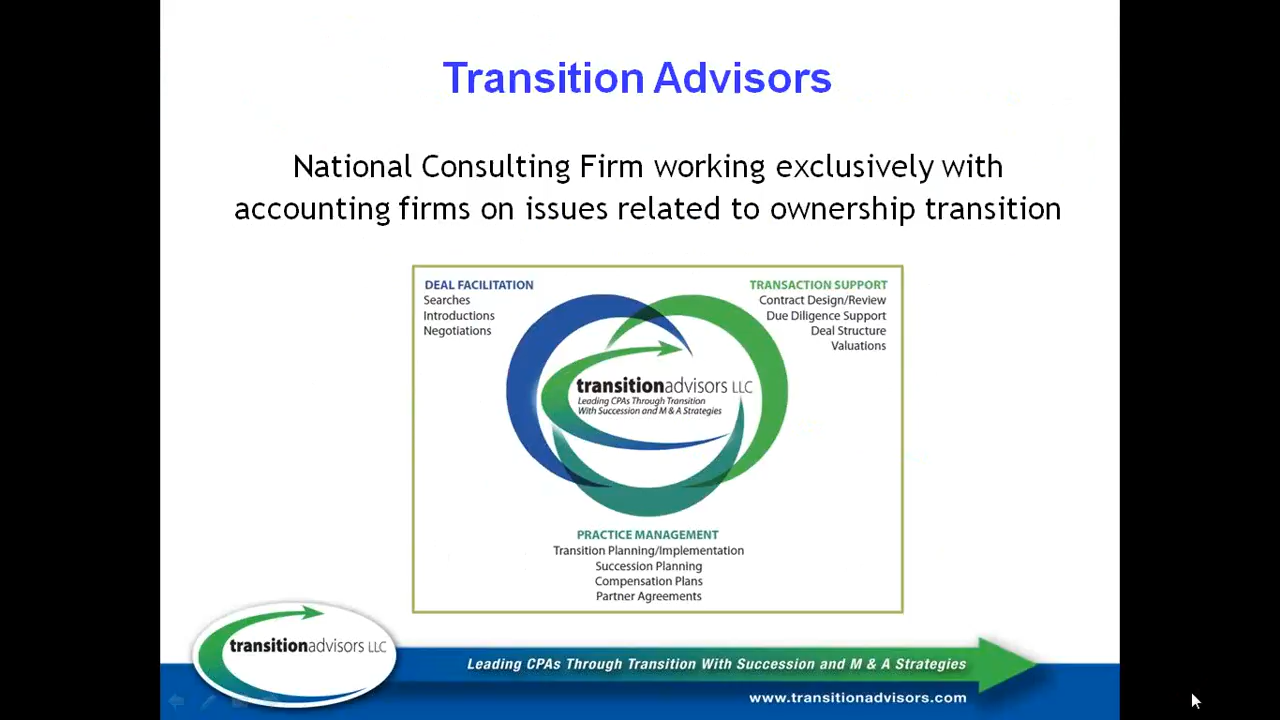 Transition Advisors
National Consulting Firm working exclusively with
accounting firms on issues related to ownership transition
DEAL FACILITATION
Searches
Introductions
Negotiations
TRANSACTION SUPPORT
Contract Design/Review
Due Diligence Support
Deal Structure
Valuations
transitionadvisors LLC
Leading CPAs Through Transition
With Succession and M & A Strategies
PRACTICE MANAGEMENT
Transition Planning/Implementation
Succession Planning
Compensation Plans
Partner Agreements
transitionadvisors LLC
Leading CPAs Through Transition With Succession and M & A Strategies
www.transitionadvisors.com